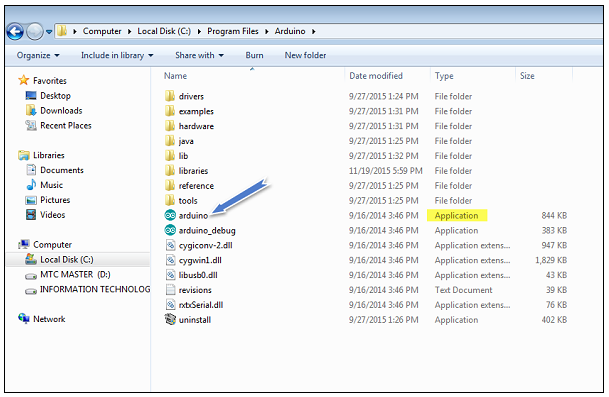 Computer ▸ Local Disk (C:) ▸ Program Files ▸ Arduino ▸
Organize Include in library Share with Burn New folder
Favorites
Desktop
Downloads
Recent Places
Libraries
Documents
Music
Pictures
Videos
Computer
Local Disk (C:)
MTC MASTER (D:)
INFORMATION TECHNOLOG
Network
Name Date modified Type Size
drivers 9/27/2015 1:24 PM File folder
examples 9/27/2015 1:31 PM File folder
hardware 9/27/2015 1:31 PM File folder
java 9/27/2015 1:25 PM File folder
lib 9/27/2015 1:32 PM File folder
libraries 11/19/2015 5:59 PM File folder
reference 9/27/2015 1:25 PM File folder
tools 9/27/2015 1:25 PM File folder
arduino 9/16/2014 3:46 PM Application 844 KB
arduino_debug 9/16/2014 3:46 PM Application 383 KB
cygiconv-2.dll 9/16/2014 3:46 PM Application extens... 947 KB
cygwin1.dll 9/16/2014 3:46 PM Application extens... 1,829 KB
libusb0.dll 9/16/2014 3:46 PM Application extens... 43 KB
revisions 9/16/2014 3:46 PM Text Document 39 KB
rxtxSerial.dll 9/16/2014 3:46 PM Application extens... 76 KB
uninstall 9/27/2015 1:26 PM Application 402 KB